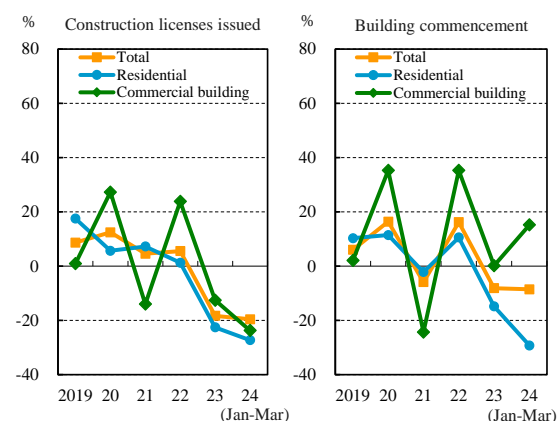 %
Construction licenses issued
80
60
40
20
0
-20
-40
Total
Residential
Commercial building
2019 20 21 22 23 24
(Jan-Mar)
%
Building commencement
80
60
40
20
0
-20
-40
Total
Residential
Commercial building
2019 20 21 22 23 24
(Jan-Mar)